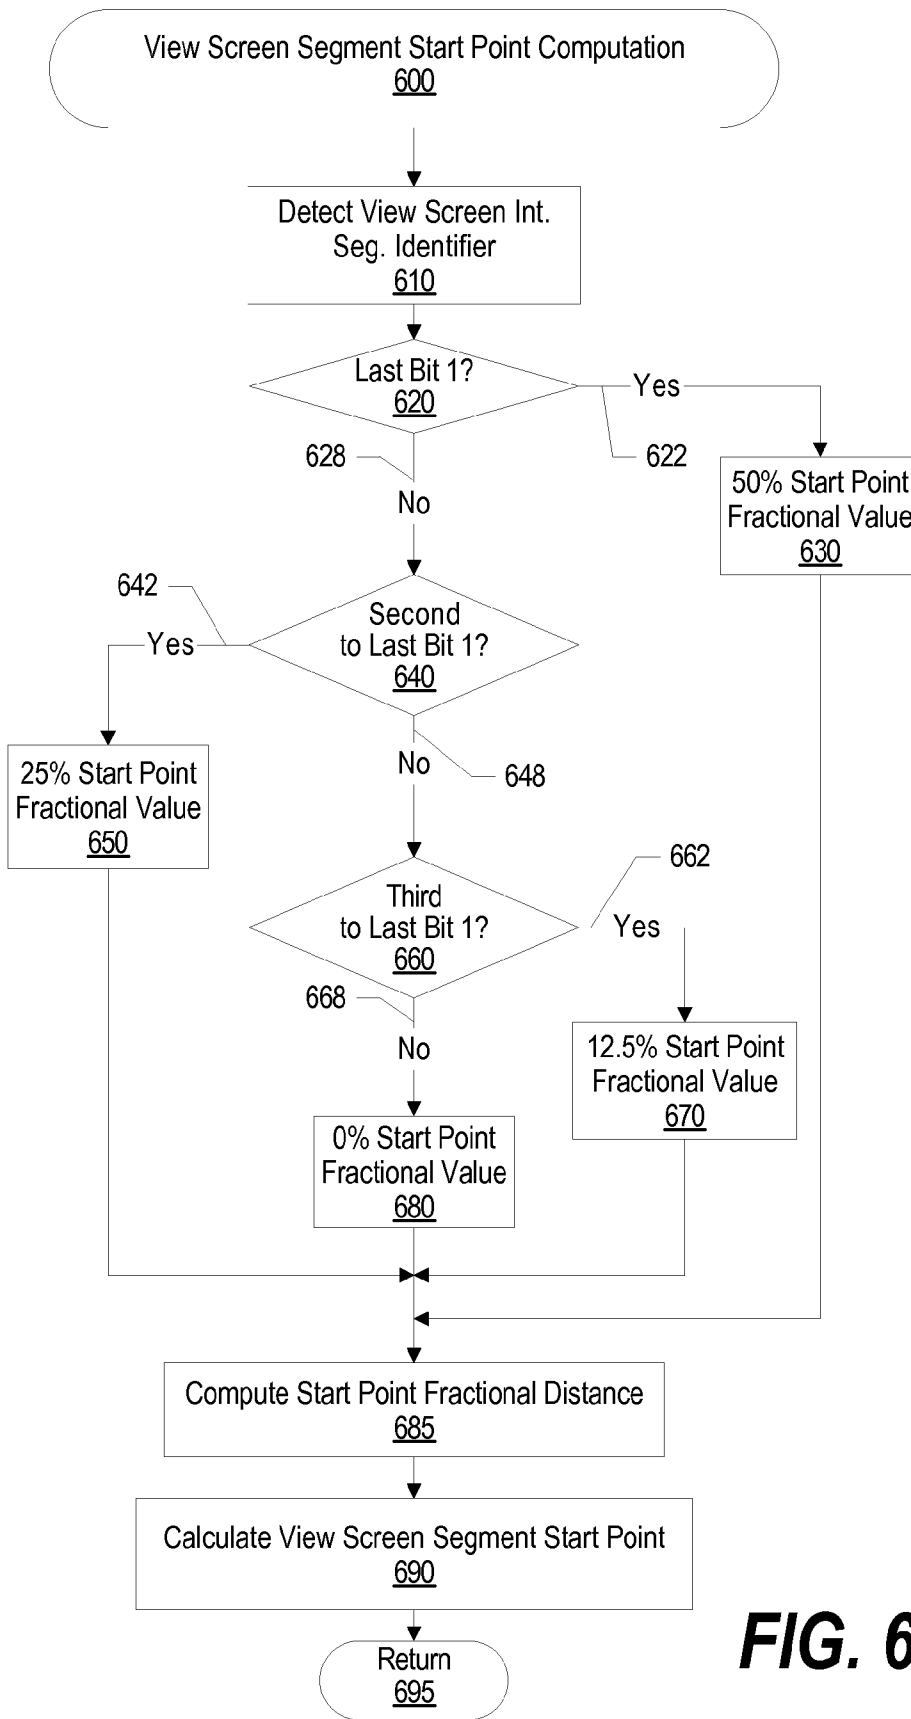 View Screen Segment Start Point Computation
600
Detect View Screen Int.
Seg. Identifier
610
Last Bit 1?
620
Yes
622
628
No
50% Start Point
Fractional Value
630
642
Yes
Second
to Last Bit 1?
640
No
648
25% Start Point
Fractional Value
650
662
Third
to Last Bit 1?
660
Yes
668
No
12.5% Start Point
Fractional Value
670
0% Start Point
Fractional Value
680
Compute Start Point Fractional Distance
685
Calculate View Screen Segment Start Point
690
Return
695
FIG. 6